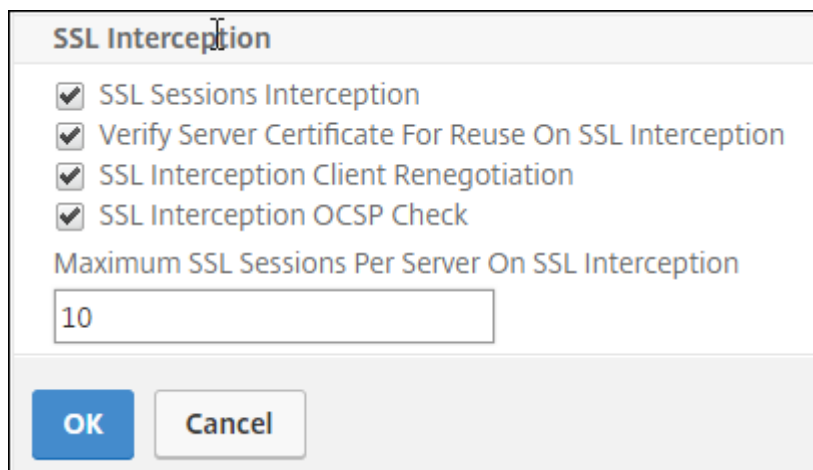 SSL Interception
SSL Sessions Interception
Verify Server Certificate For Reuse On SSL Interception
SSL Interception Client Renegotiation
SSL Interception OCSP Check
Maximum SSL Sessions Per Server On SSL Interception
10
OK Cancel